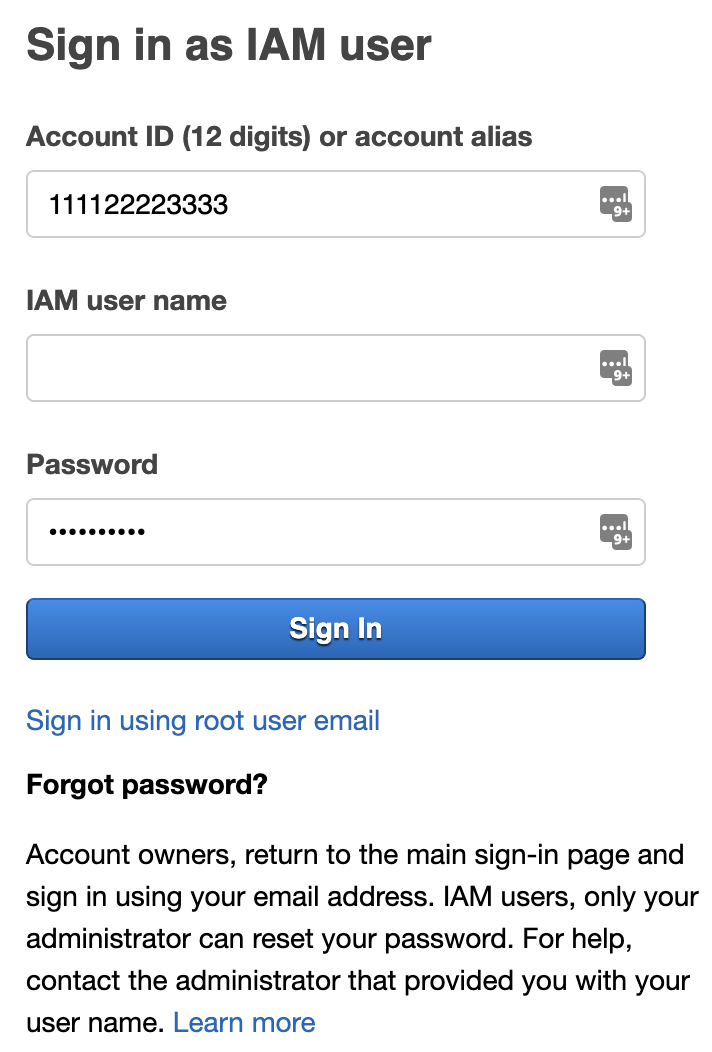 Sign in as IAM user
Account ID (12 digits) or account alias
111122223333
9+
IAM user name
9+
Password
••••••••••
9+
Sign In
Sign in using root user email
Forgot password?
Account owners, return to the main sign-in page and
sign in using your email address. IAM users, only your
administrator can reset your password. For help,
contact the administrator that provided you with your
user name. Learn more